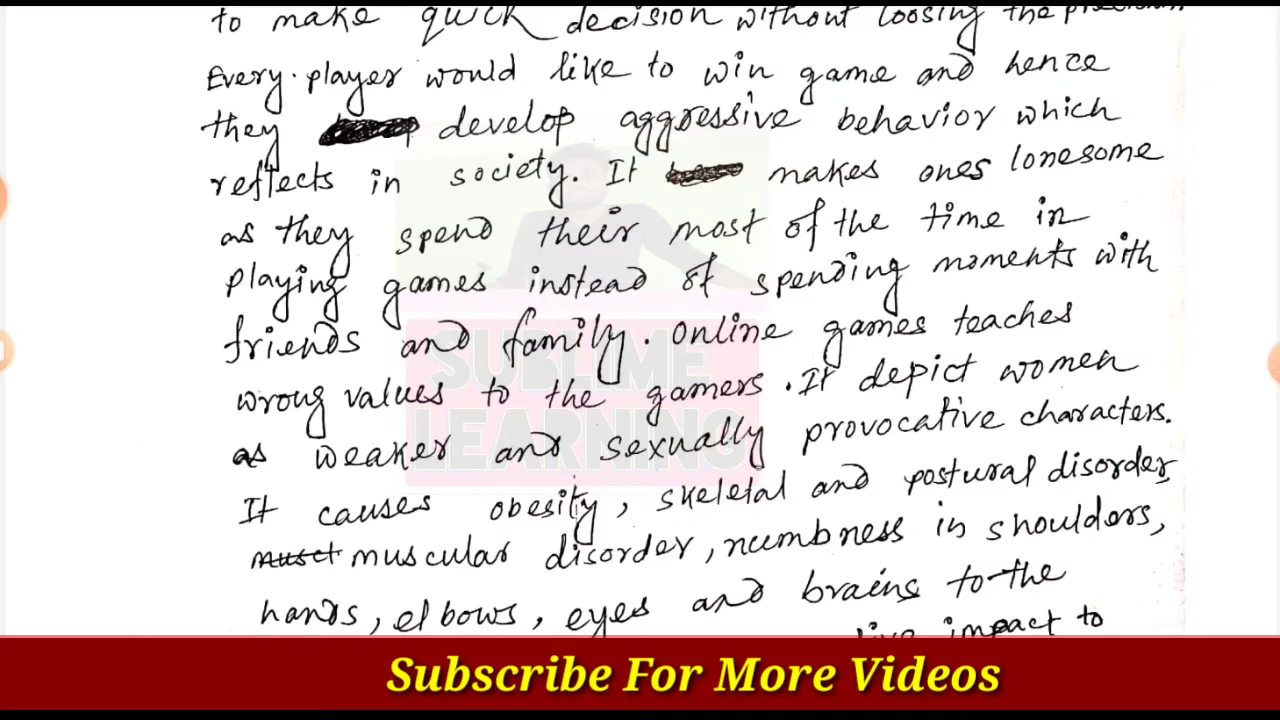 to make quick decision without loosing the precision.
Every player would like to win game and hence
they develop aggressive behavior which
reflects in society. It makes ones lonesome
as they spend their most of the time in
playing games instead of spending moments with
friends and family. Online games teaches
wrong values to the gamers. It depict women
as weaker and sexually provocative characters.
It causes obesity, skeletal and postural disorder,
muscular disorder, numbness in shoulders,
hands, elbows, eyes and brains to the
impact to
SUBLIME
LEARNING
Subscribe For More Videos